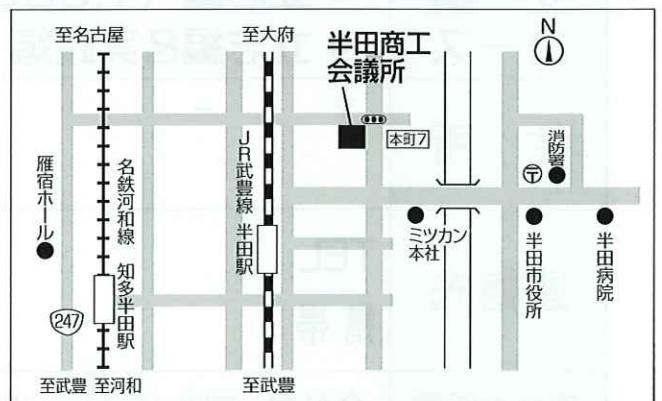 至名古屋
至大府
半田商工
会議所
N
本町7
消防署
〒
JR武豊線
半田駅
名鉄河和線
知多半田駅
雁宿ホール
ミツカン
本社
半田市役所
半田病院
247
至武豊
至河和
至武豊